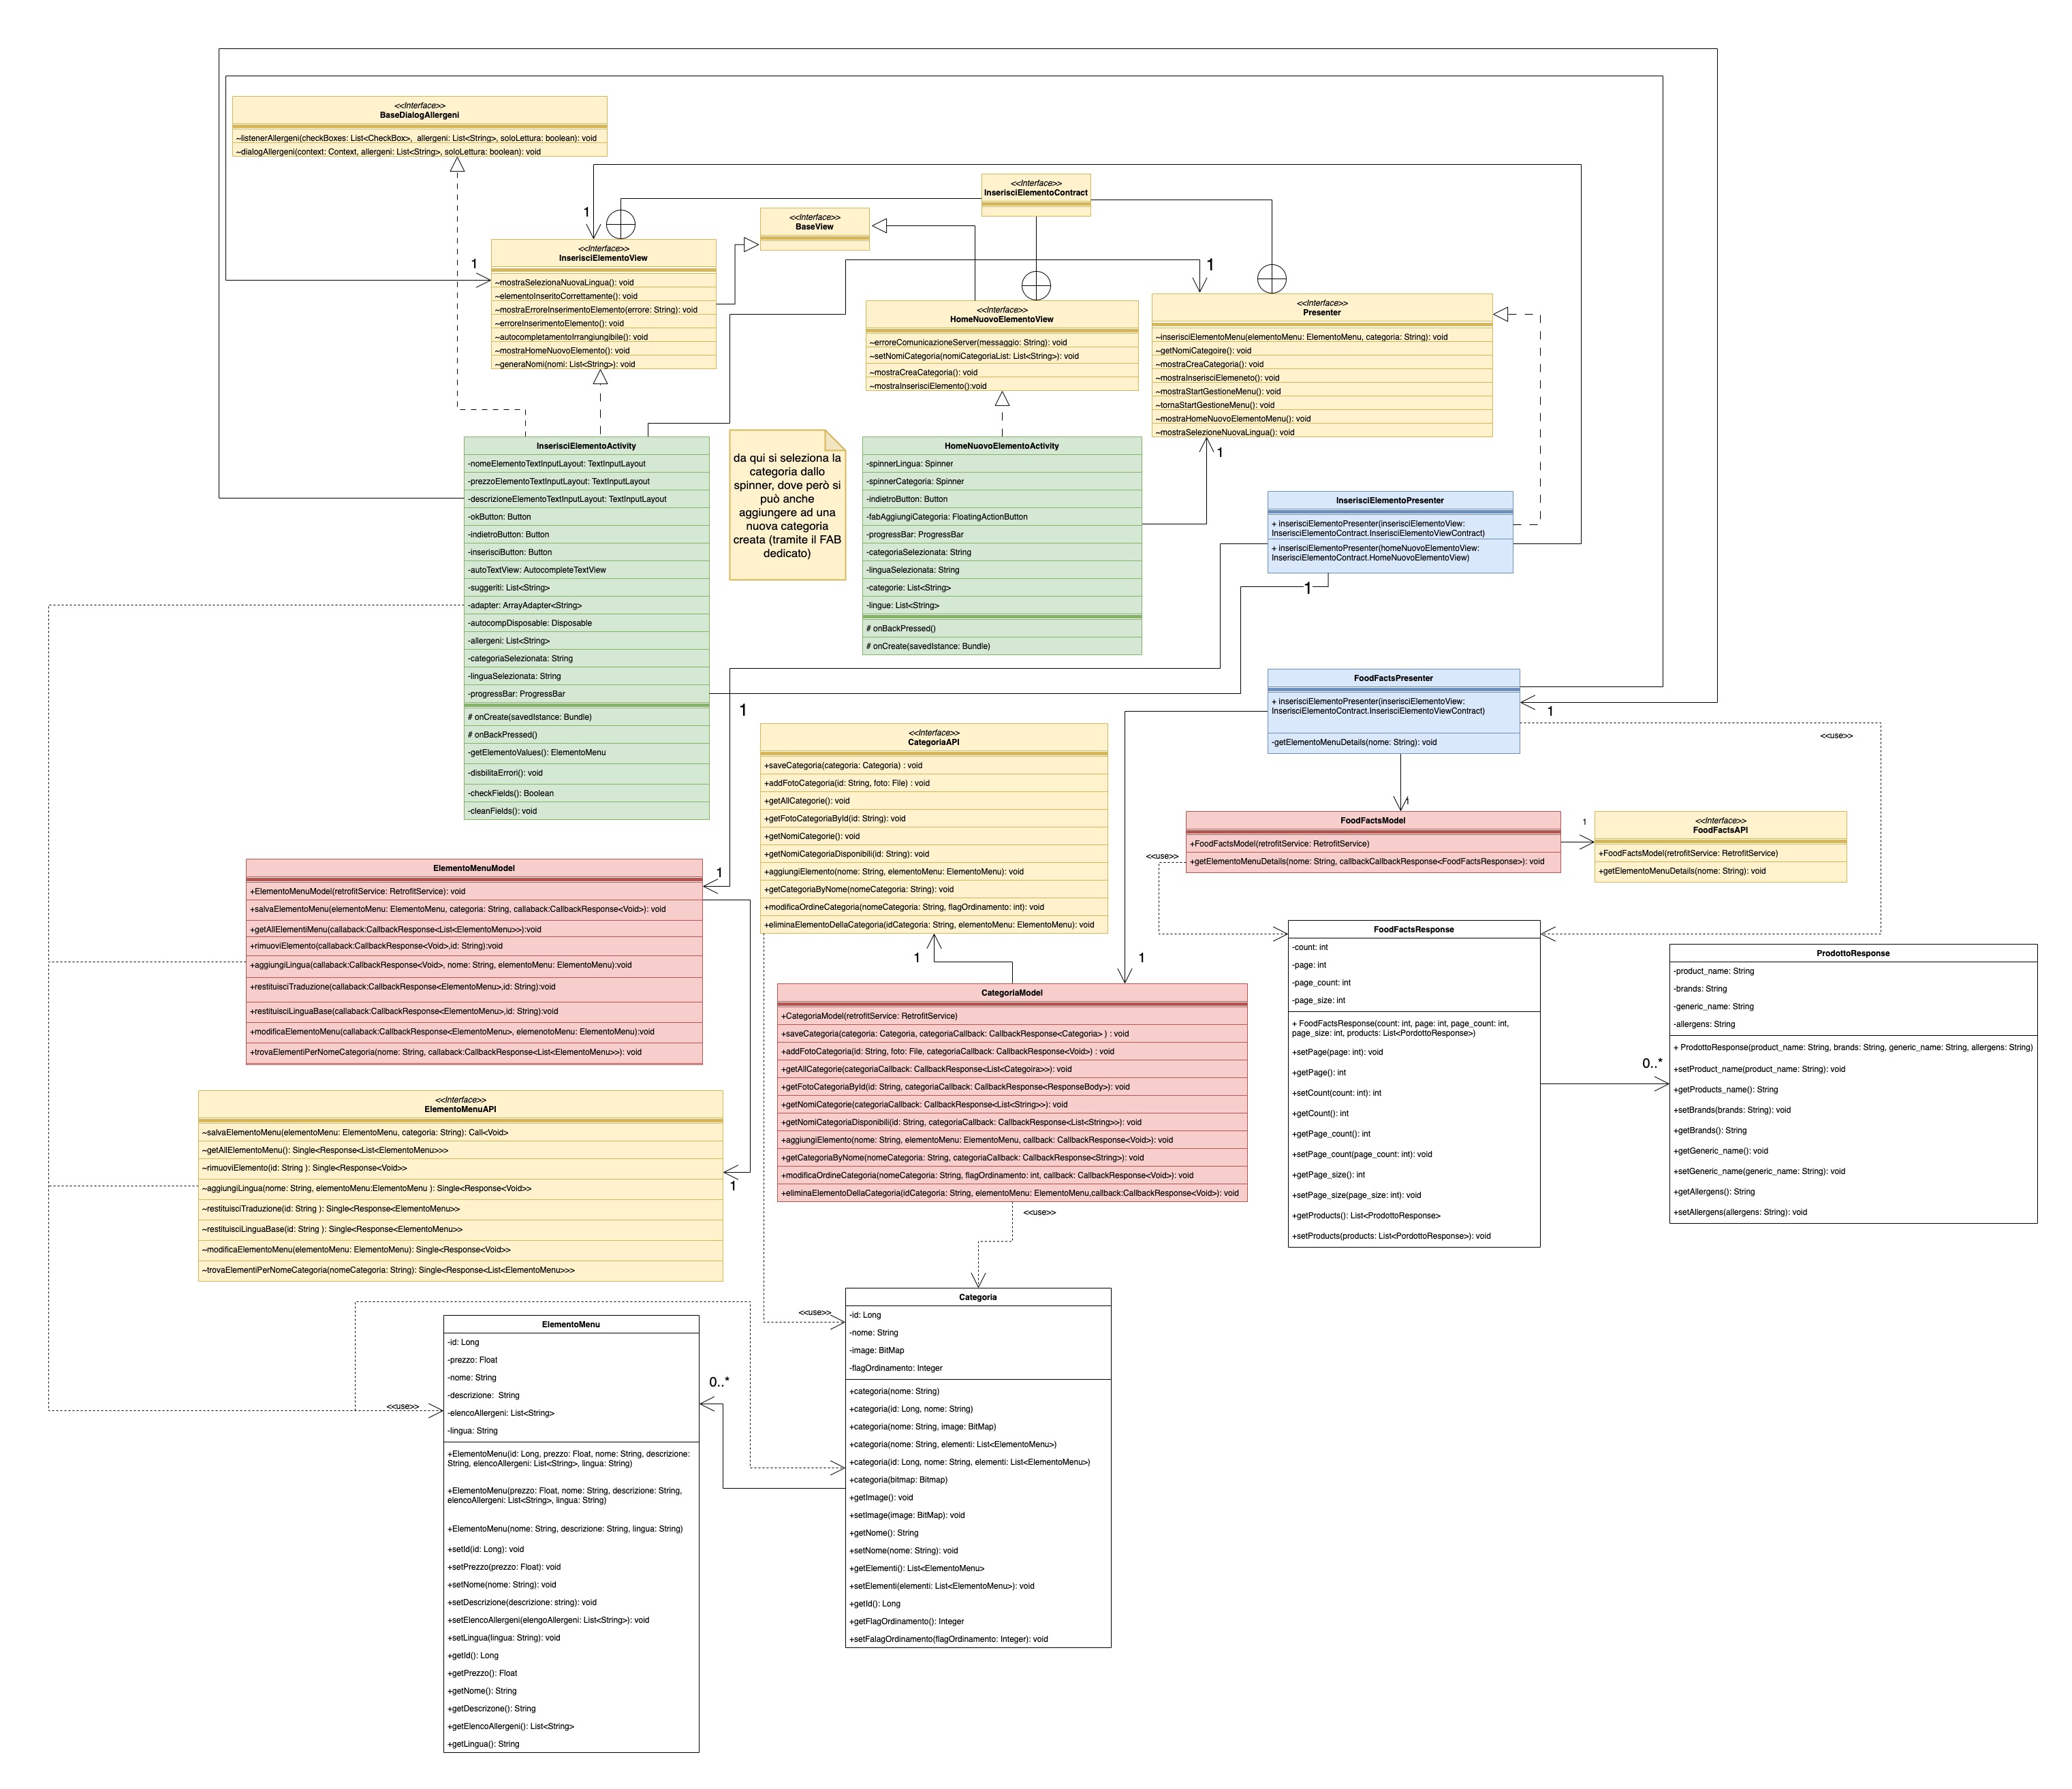 <<Interface>>
BaseDialogAllergeni
~listenerAllergeni(checkBoxes: List<CheckBox>, allergeni: List<String>, soloLettura: boolean): void
~dialogAllergeni(context: Context, allergeni: List<String>, soloLettura: boolean): void
<<Interface>>
InserisciElementoContract
<<Interface>>
BaseView
1
<<Interface>>
InserisciElementoView
~mostraSelezionaNuovaLingua(): void
~elementoInseritoCorrettamente(): void
~mostraErroreInserimentoElemento(errore: String): void
~erroreInserimentoElemento(): void
~autocompletamentoIrrangiungibile(): void
~mostraHomeNuovoElemento(): void
~generaNomi(nomi: List<String>): void
1
1
<<Interface>>
HomeNuovoElementoView
~erroreComunicazioneServer(messaggio: String): void
~setNomiCategoria(nomiCategoriaList: List<String>): void
~mostraCreaCategoria(): void
~mostraInserisciElemento():void
<<Interface>>
Presenter
~inserisciElementoMenu(elementoMenu: ElementoMenu, categoria: String): void
~getNomiCategoire(): void
~mostraCreaCategoria(): void
~mostraInserisciElemeneto(): void
~mostraStartGestioneMenu(): void
~tornaStartGestioneMenu(): void
~mostraHomeNuovoElementoMenu(): void
~mostraSelezioneNuovaLingua(): void
InserisciElementoActivity
-nomeElementoTextInputLayout: TextInputLayout
-prezzoElementoTextInputLayout: TextInputLayout
-descrizioneElementoTextInputLayout: TextInputLayout
-okButton: Button
-indietroButton: Button
-inserisciButton: Button
-autoTextView: AutocompleteTextView
-suggeriti: List<String>
-adapter: ArrayAdapter<String>
-autocompDisposable: Disposable
-allergeni: List<String>
-categoriaSelezionata: String
-linguaSelezionata: String
-progressBar: ProgressBar
# onCreate(savedIstance: Bundle)
# onBackPressed()
-getElementoValues(): ElementoMenu
-disbilitaErrori(): void
-checkFields(): Boolean
-cleanFields(): void
da qui si seleziona la
categoria dallo
spinner, dove però si
può anche
aggiungere ad una
nuova categoria
creata (tramite il FAB
dedicato)
HomeNuovoElementoActivity
-spinnerLingua: Spinner
-spinnerCategoria: Spinner
-indietroButton: Button
-fabAggiungiCategoria: FloatingActionButton
-progressBar: ProgressBar
-categoriaSelezionata: String
-linguaSelezionata: String
-categorie: List<String>
-lingue: List<String>
# onBackPressed()
# onCreate(savedIstance: Bundle)
1
InserisciElementoPresenter
+ inserisciElementoPresenter(inserisciElementoView:
InserisciElementoContract.InserisciElementoViewContract)
+ inserisciElementoPresenter(homeNuovoElementoView:
InserisciElementoContract.HomeNuovoElementoView)
1
FoodFactsPresenter
+ inserisciElementoPresenter(inserisciElementoView:
InserisciElementoContract.InserisciElementoViewContract)
-getElementoMenuDetails(nome: String): void
1
<<use>>
1
<<Interface>>
CategoriaAPI
+saveCategoria(categoria: Categoria) : void
+addFotoCategoria(id: String, foto: File) : void
+getAllCategorie(): void
+getFotoCategoriaById(id: String): void
+getNomiCategorie(): void
+getNomiCategoriaDisponibili(id: String): void
+aggiungiElemento(nome: String, elementoMenu: ElementoMenu): void
+getCategoriaByNome(nomeCategoria: String): void
+modificaOrdineCategoria(nomeCategoria: String, flagOrdinamento: int): void
+eliminaElementoDellaCategoria(idCategoria: String, elementoMenu: ElementoMenu): void
1
FoodFactsModel
+FoodFactsModel(retrofitService: RetrofitService)
+getElementoMenuDetails(nome: String, callbackCallbackResponse<FoodFactsResponse>): void
1
<<Interface>>
FoodFactsAPI
+FoodFactsModel(retrofitService: RetrofitService)
+getElementoMenuDetails(nome: String): void
<<use>>
ElementoMenuModel
+ElementoMenuModel(retrofitService: RetrofitService): void
+salvaElementoMenu(elementoMenu: ElementoMenu, categoria: String, callaback:CallbackResponse<Void>): void
+getAllElementiMenu(callaback:CallbackResponse<List<ElementoMenu>>):void
+rimuoviElemento(callaback:CallbackResponse<Void>,id: String):void
+aggiungiLingua(callaback:CallbackResponse<Void>, nome: String, elementoMenu: ElementoMenu):void
+restituisciTraduzione(callaback:CallbackResponse<ElementoMenu>,id: String):void
+restituisciLinguaBase(callaback:CallbackResponse<ElementoMenu>,id: String):void
+modificaElementoMenu(callaback:CallbackResponse<ElementoMenu>, elemenotoMenu: ElementoMenu):void
+trovaElementiPerNomeCategoria(nome: String, callaback:CallbackResponse<List<ElementoMenu>>): void
1
1
1
CategoriaModel
+CategoriaModel(retrofitService: RetrofitService)
+saveCategoria(categoria: Categoria, categoriaCallback: CallbackResponse<Categoria> ) : void
+addFotoCategoria(id: String, foto: File, categoriaCallback: CallbackResponse<Void>) : void
+getAllCategorie(categoriaCallback: CallbackResponse<List<Categoira>>): void
+getFotoCategoriaById(id: String, categoriaCallback: CallbackResponse<ResponseBody>): void
+getNomiCategorie(categoriaCallback: CallbackResponse<List<String>>): void
+getNomiCategoriaDisponibili(id: String, categoriaCallback: CallbackResponse<List<String>>): void
+aggiungiElemento(nome: String, elementoMenu: ElementoMenu, callback: CallbackResponse<Void>): void
+getCategoriaByNome(nomeCategoria: String, categoriaCallback: CallbackResponse<String>): void
+modificaOrdineCategoria(nomeCategoria: String, flagOrdinamento: int, callback: CallbackResponse<Void>): void
+eliminaElementoDellaCategoria(idCategoria: String, elementoMenu: ElementoMenu,callback:CallbackResponse<Void>): void
<<use>>
FoodFactsResponse
-count: int
-page: int
-page_count: int
-page_size: int
+ FoodFactsResponse(count: int, page: int, page_count: int,
page_size: int, products: List<PordottoResponse>)
+setPage(page: int): void
+getPage(): int
+setCount(count: int): int
+getCount(): int
+getPage_count(): int
+setPage_count(page_count: int): void
+getPage_size(): int
+setPage_size(page_size: int): void
+getProducts(): List<ProdottoResponse>
+setProducts(products: List<PordottoResponse>): void
0..*
ProdottoResponse
-product_name: String
-brands: String
-generic_name: String
-allergens: String
+ ProdottoResponse(product_name: String, brands: String, generic_name: String, allergens: String)
+setProduct_name(product_name: String): void
+getProducts_name(): String
+setBrands(brands: String): void
+getBrands(): String
+getGeneric_name(): void
+setGeneric_name(generic_name: String): void
+getAllergens(): String
+setAllergens(allergens: String): void
<<Interface>>
ElementoMenuAPI
~salvaElementoMenu(elementoMenu: ElementoMenu, categoria: String): Call<Void>
~getAllElementoMenu(): Single<Response<List<ElementoMenu>>>
~rimuoviElemento(id: String ): Single<Response<Void>>
~aggiungiLingua(nome: String, elementoMenu:ElementoMenu ): Single<Response<Void>>
~restituisciTraduzione(id: String ): Single<Response<ElementoMenu>>
~restituisciLinguaBase(id: String ): Single<Response<ElementoMenu>>
~modificaElementoMenu(elementoMenu: ElementoMenu): Single<Response<Void>>
~trovaElementiPerNomeCategoria(nomeCategoria: String): Single<Response<List<ElementoMenu>>>
1
ElementoMenu
-id: Long
-prezzo: Float
-nome: String
-descrizione: String
-elencoAllergeni: List<String>
-lingua: String
+ElementoMenu(id: Long, prezzo: Float, nome: String, descrizione:
String, elencoAllergeni: List<String>, lingua: String)
+ElementoMenu(prezzo: Float, nome: String, descrizione: String,
elencoAllergeni: List<String>, lingua: String)
+ElementoMenu(nome: String, descrizione: String, lingua: String)
+setId(id: Long): void
+setPrezzo(prezzo: Float): void
+setNome(nome: String): void
+setDescrizione(descrizione: string): void
+setElencoAllergeni(elengoAllergeni: List<String>): void
+setLingua(lingua: String): void
+getId(): Long
+getPrezzo(): Float
+getNome(): String
+getDescrizone(): String
+getElencoAllergeni(): List<String>
+getLingua(): String
<<use>>
0..*
<<use>>
Categoria
-id: Long
-nome: String
-image: BitMap
-flagOrdinamento: Integer
+categoria(nome: String)
+categoria(id: Long, nome: String)
+categoria(nome: String, image: BitMap)
+categoria(nome: String, elementi: List<ElementoMenu>)
+categoria(id: Long, nome: String, elementi: List<ElementoMenu>)
+categoria(bitmap: Bitmap)
+getImage(): void
+setImage(image: BitMap): void
+getNome(): String
+setNome(nome: String): void
+getElementi(): List<ElementoMenu>
+setElementi(elementi: List<ElementoMenu>): void
+getId(): Long
+getFlagOrdinamento(): Integer
+setFalagOrdinamento(flagOrdinamento: Integer): void